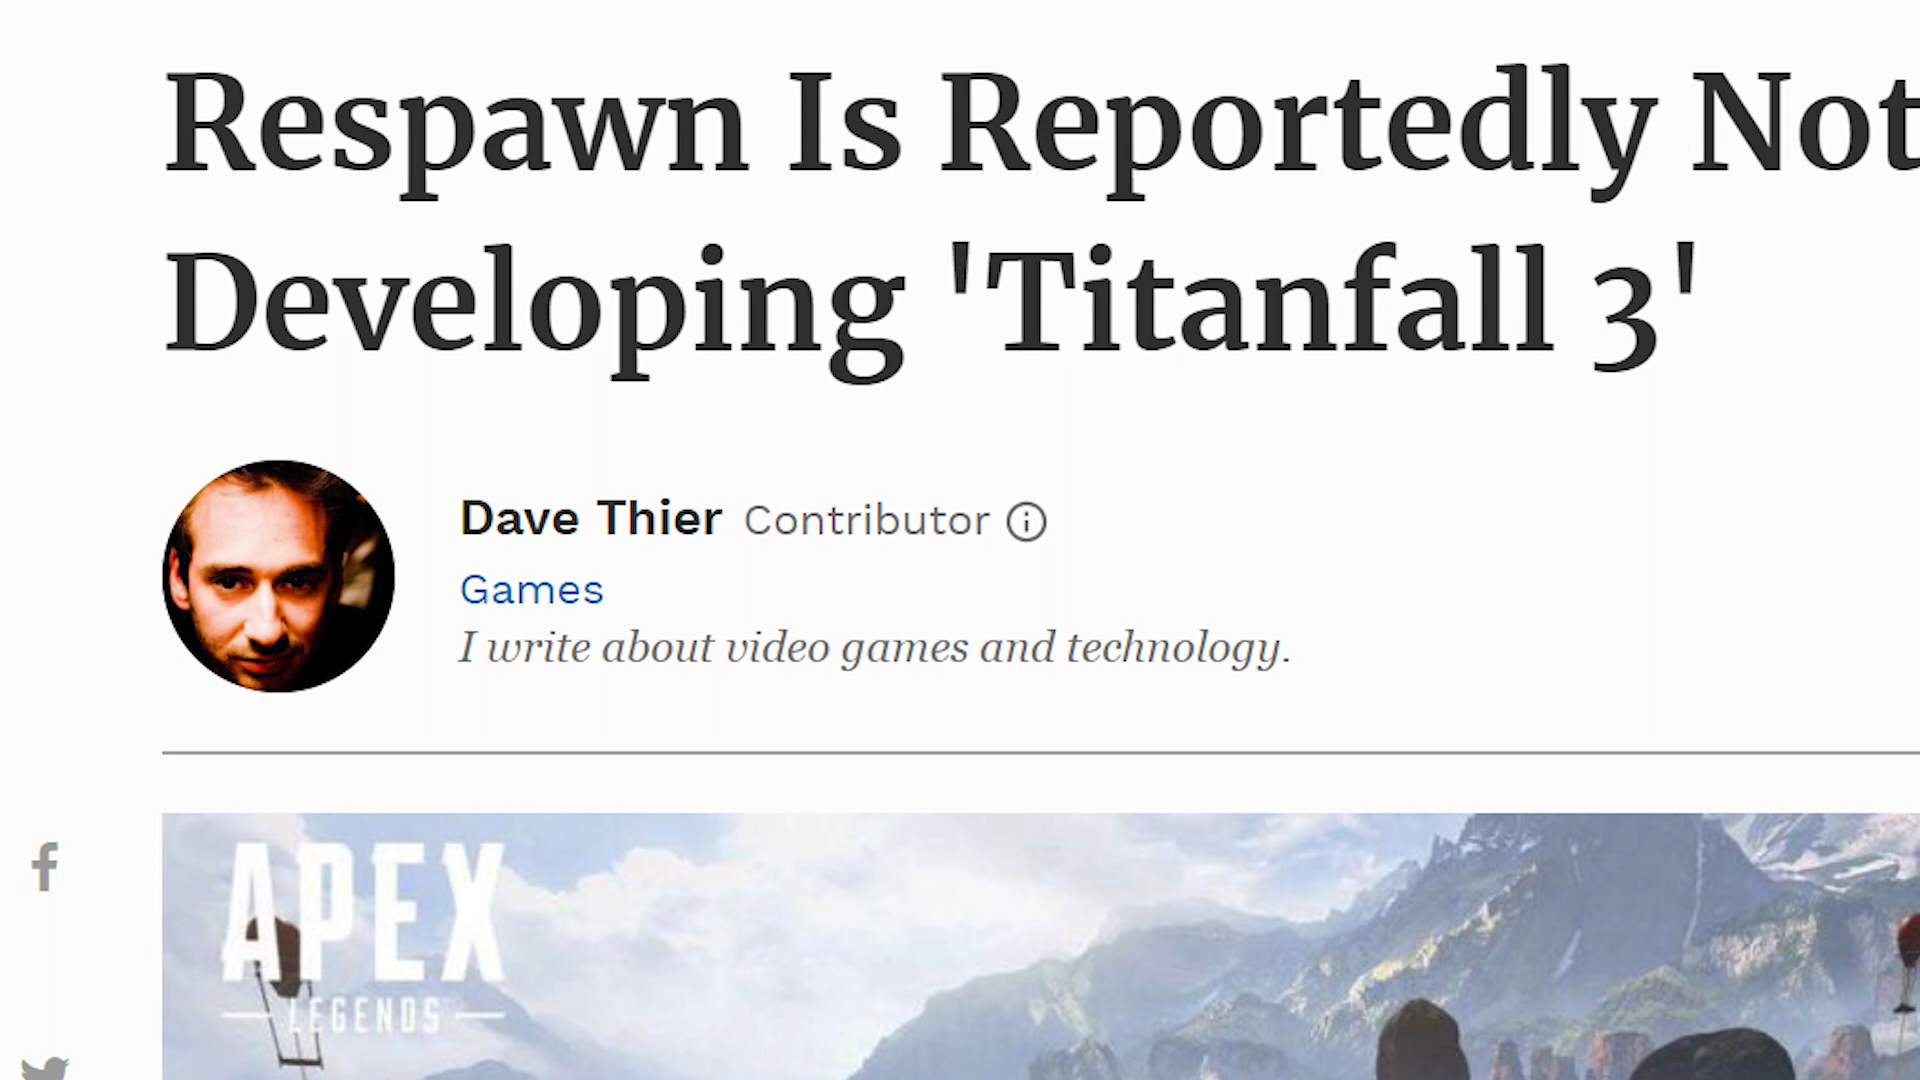 Respawn Is Reportedly Not
Developing 'Titanfall 3'
Dave Thier Contributor
Games
I write about video games and technology.
APEX
LEGENDS